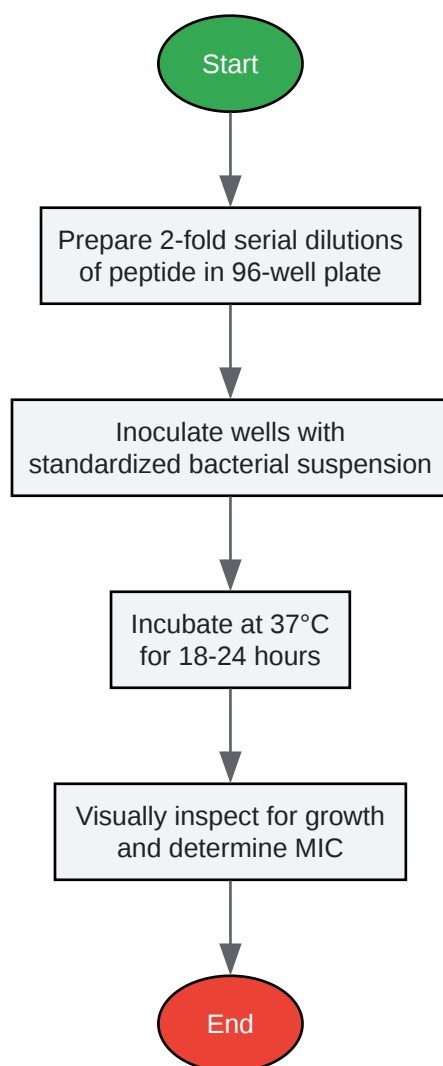 Start
Prepare 2-fold serial dilutions
of peptide in 96-well plate
Inoculate wells with
standardized bacterial suspension
Incubate at 37°C
for 18-24 hours
Visually inspect for growth
and determine MIC
End